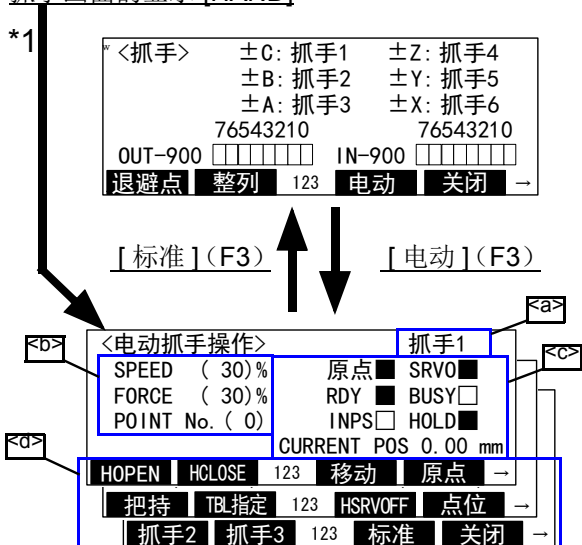 *1
<抓手> ±C: 抓手1 ±Z: 抓手4
±B: 抓手2 ±Y: 抓手5
±A: 抓手3 ±X: 抓手6
76543210 76543210
OUT-900 IN-900
退避点 整列 123 电动 关闭 →
[标准](F3) [电动](F3)
<a>
<b> <电动抓手操作> 抓手1 <c>
SPEED ( 30)% 原点■ SRVO■
FORCE ( 30)% RDY ■ BUSY□
POINT No.( 0) INPS□ HOLD■
<d> CURRENT POS 0.00 mm
HOPEN HCLOSE 123 移动 原点 →
把持 TBL指定 123 HSRVOFF 点位 →
抓手2 抓手3 123 标准 关闭 →